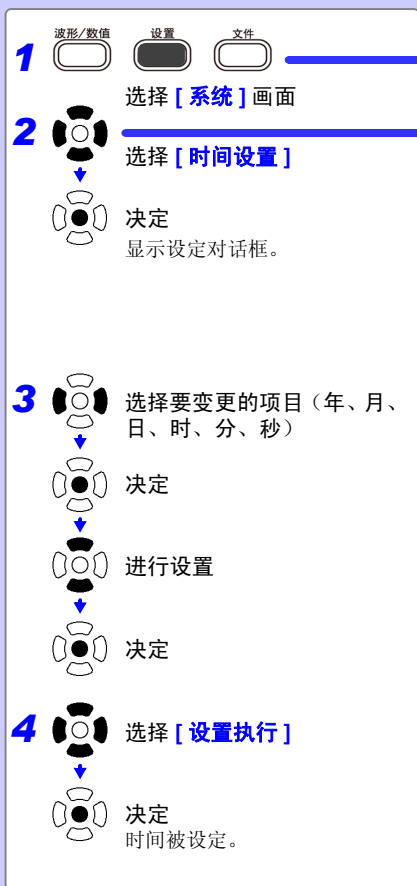 波形/数值 设置 文件
1
选择 [ 系统 ] 画面
2
选择 [ 时间设置 ]
决定
显示设定对话框。
3 选择要变更的项目（年、月、
日、时、分、秒）
决定
进行设置
决定
4 选择 [ 设置执行 ]
决定
时间被设定。